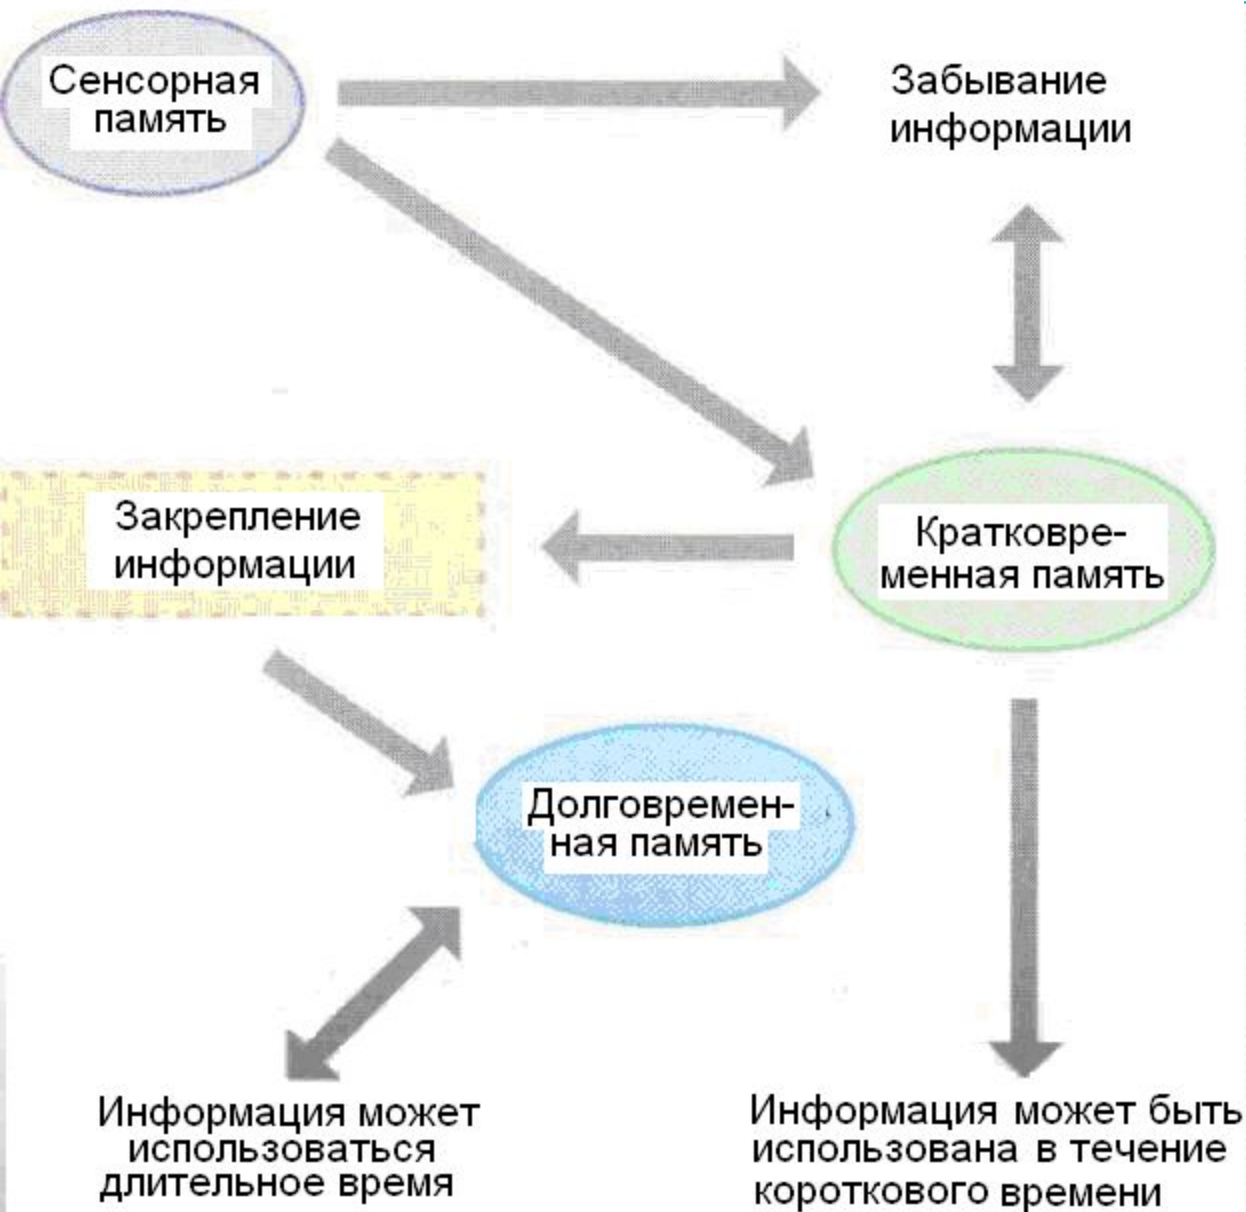 Сенсорная
память
Забывание
информации
Закрепление
информации
Кратковре-
менная память
Долговремен-
ная память
Информация может
использоваться
длительное время
Информация может быть
использована в течение
короткового времени